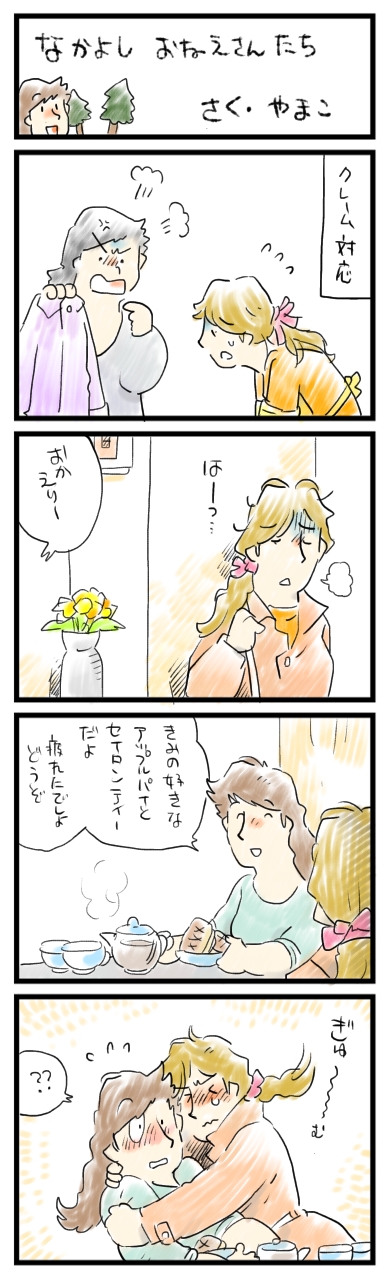 なかよし おねえさんたち
さく・やまこ
クレーム対応
はーっ…
おか
えりー
きみの好きな
アップルパイと
セイロンティー
だよ
疲れたでしょ
どうぞ
ぎゅ〜〜む
??